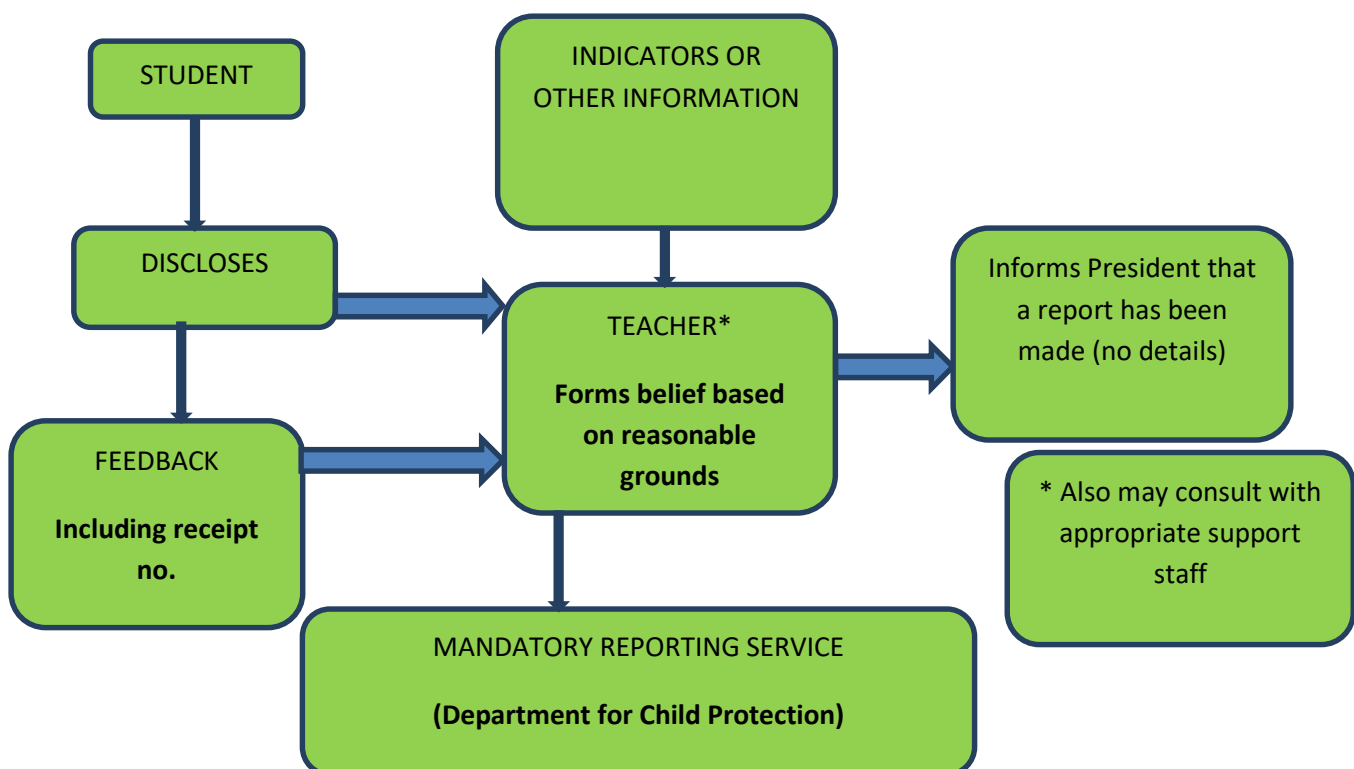 STUDENT
INDICATORS OR
OTHER INFORMATION
DISCLOSES
TEACHER*
Forms belief based
on reasonable
grounds
Informs President that
a report has been
made (no details)
FEEDBACK
Including receipt
no.
* Also may consult with
appropriate support
staff
MANDATORY REPORTING SERVICE
(Department for Child Protection)